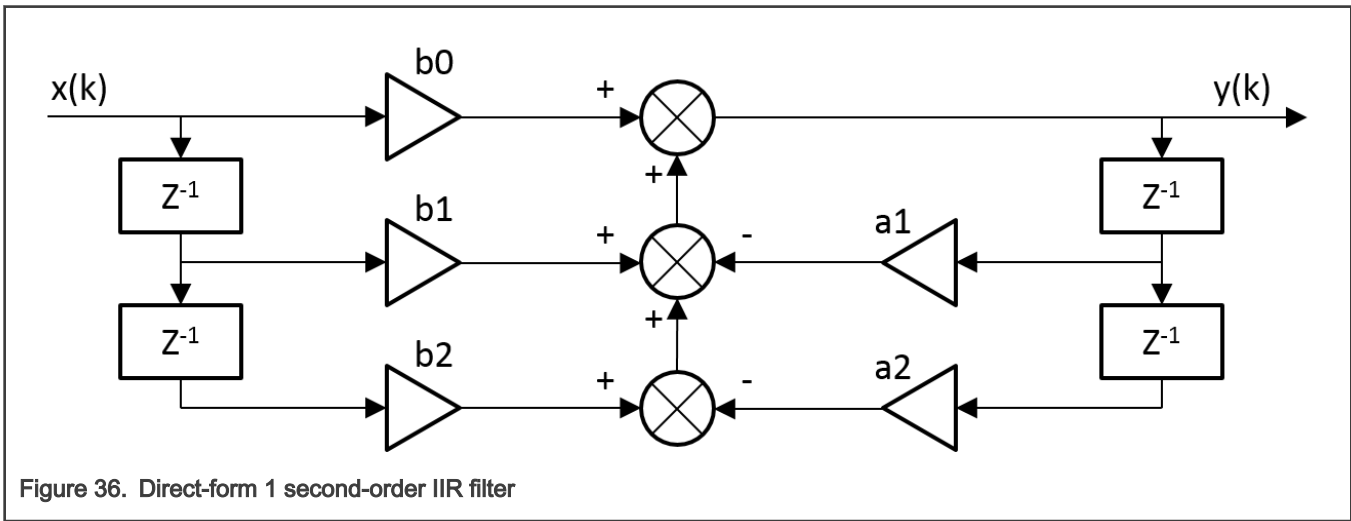 b0
x(k)
+
y(k)
Z-1
+
Z-1
b1
+
-
a1
Z-1
+
Z-1
b2
+
-
a2
Figure 36. Direct-form 1 second-order IIR filter